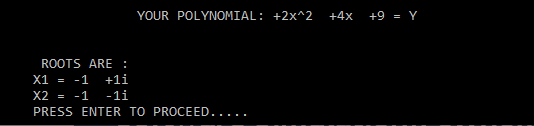 YOUR POLYNOMIAL: +2x^2 +4x +9 = Y
ROOTS ARE :
X1 = -1 +1i
X2 = -1 -1i
PRESS ENTER TO PROCEED.....